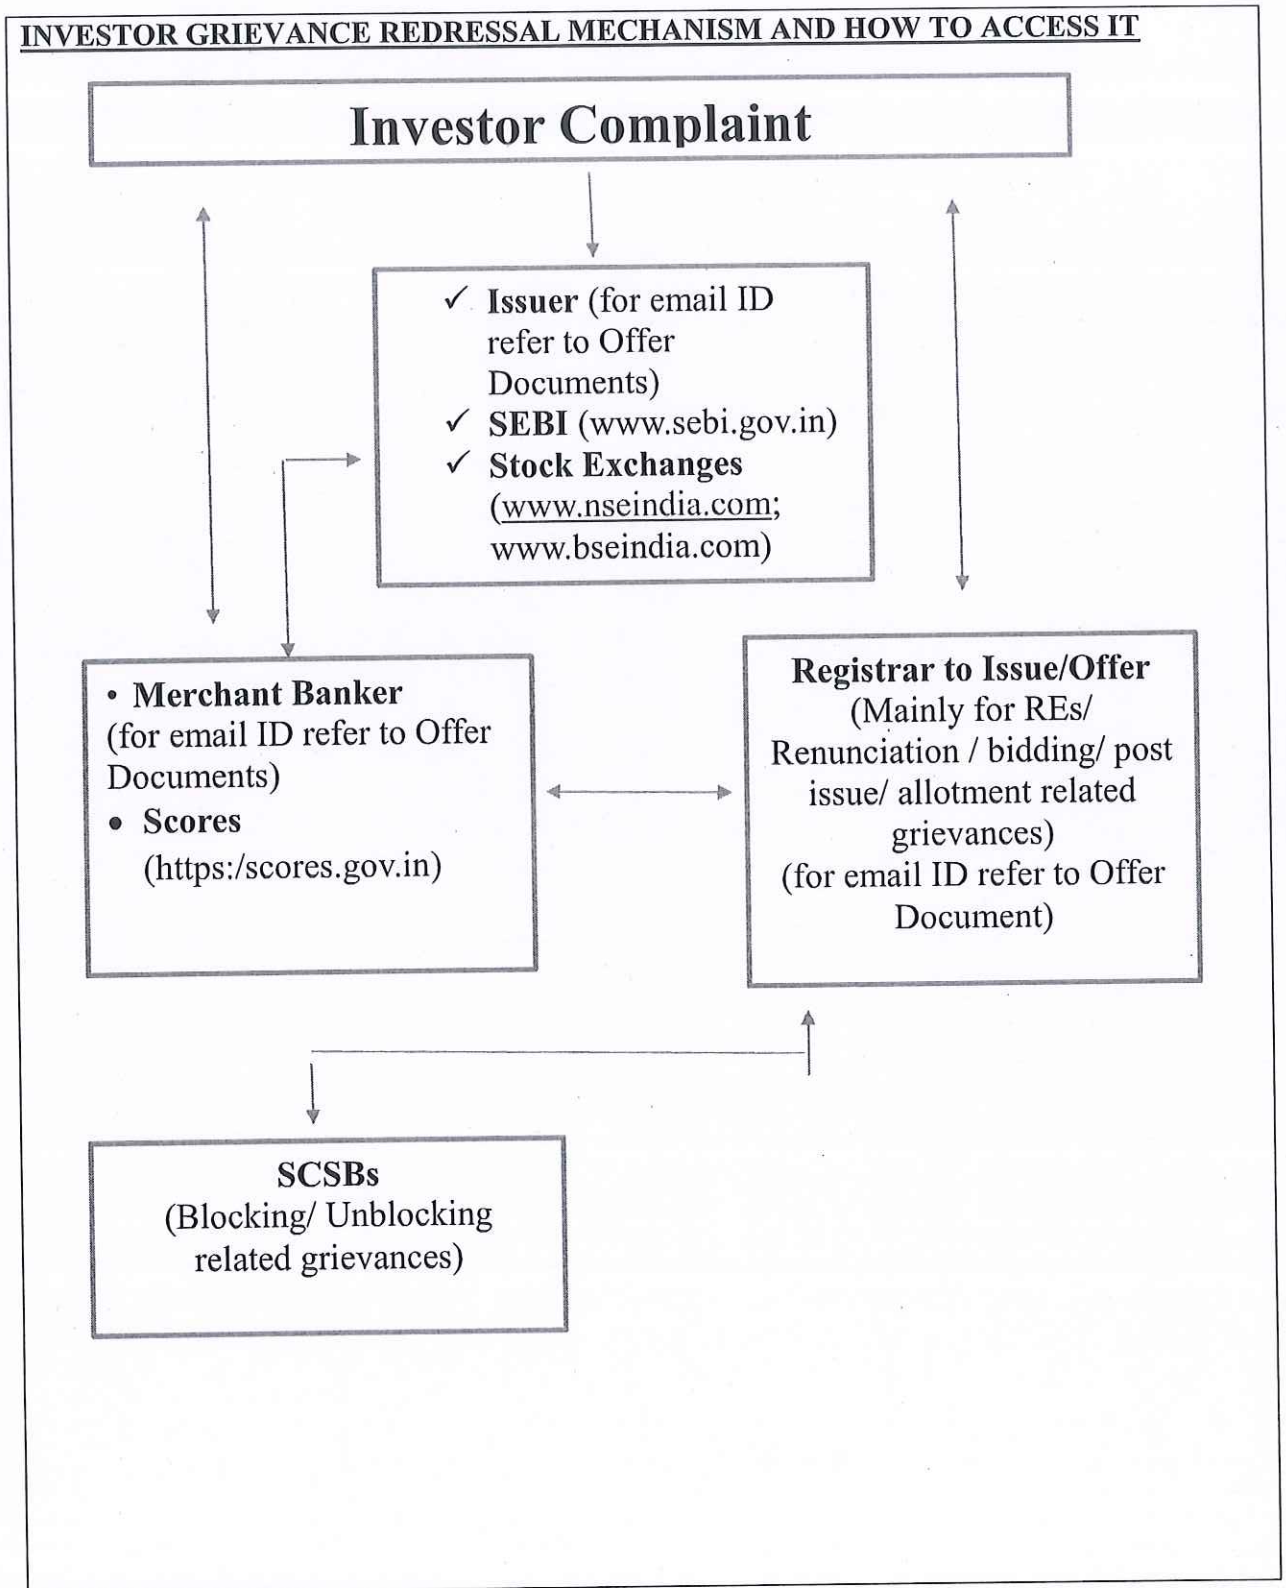 INVESTOR GRIEVANCE REDRESSAL MECHANISM AND HOW TO ACCESS IT
Investor Complaint
✓ Issuer (for email ID
refer to Offer
Documents)
✓ SEBI (www.sebi.gov.in)
✓ Stock Exchanges
(www.nseindia.com;
www.bseindia.com)
• Merchant Banker
(for email ID refer to Offer
Documents)
• Scores
(https:/scores.gov.in)
Registrar to Issue/Offer
(Mainly for REs/
Renunciation / bidding/ post
issue/ allotment related
grievances)
(for email ID refer to Offer
Document)
SCSBs
(Blocking/ Unblocking
related grievances)